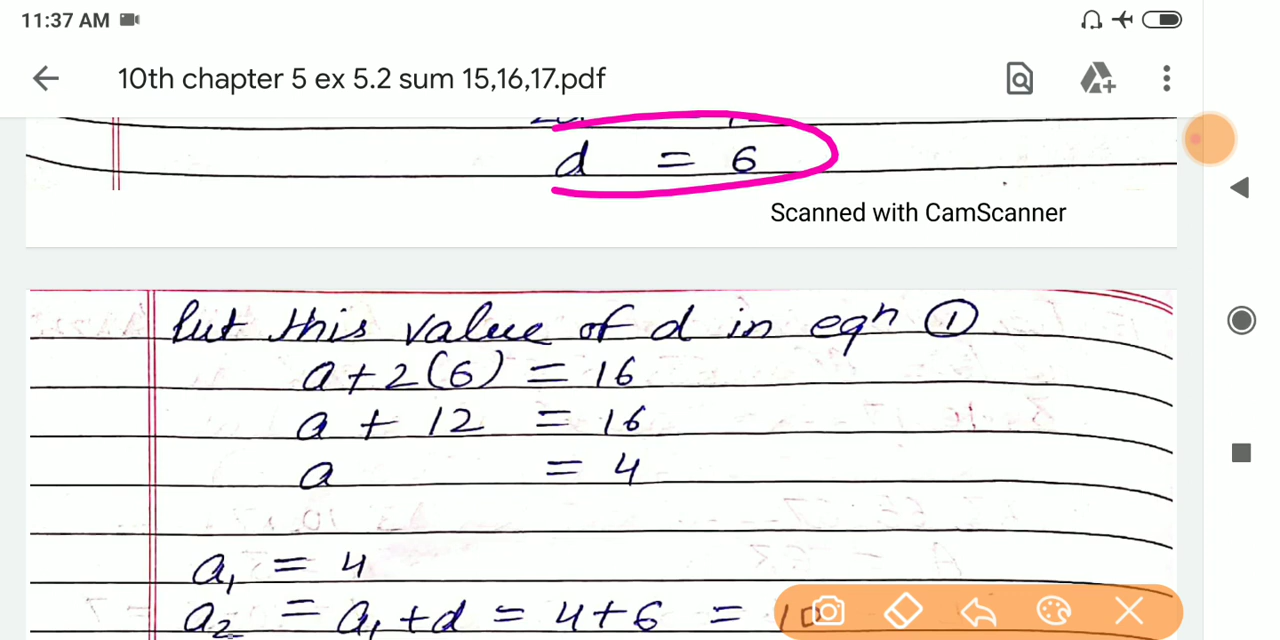 11:37 AM
10th chapter 5 ex 5.2 sum 15,16,17.pdf
d = 6
Scanned with CamScanner
Put this value of d in eqn ①
a + 2(6) = 16
a + 12 = 16
a = 4
a₁ = 4
a₂ = a₁ + d = 4 + 6 = 10